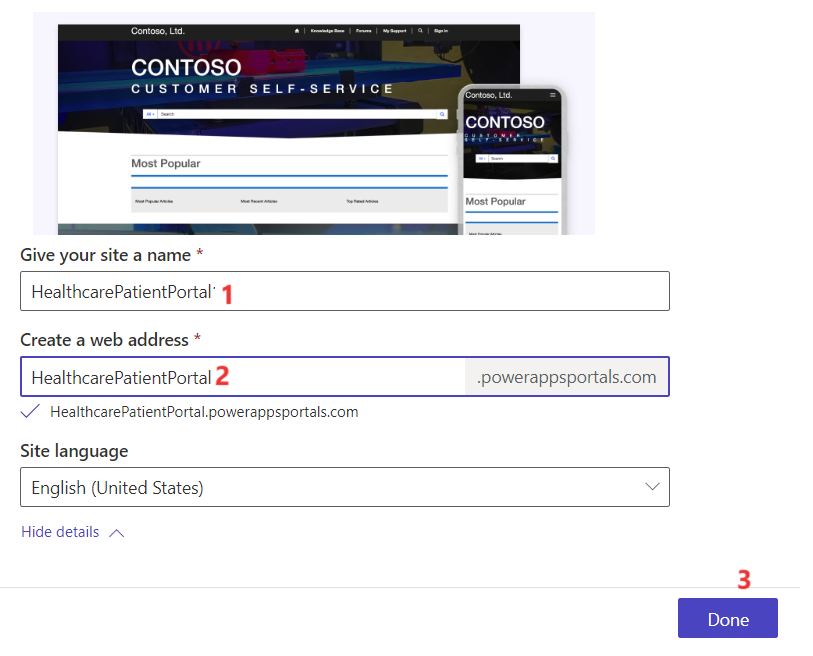 Contoso, Ltd.
Knowledge Base | Forums | My Support | Sign in
CONTOSO
CUSTOMER SELF-SERVICE
All
Search
Most Popular
Most Popular Articles
Most Recent Articles
Top Rated Articles
Contoso, Ltd.
CONTOSO
CUSTOMER
SELF-SERVICE
All
Search
Most Popular
Most Popular Articles
Give your site a name *
HealthcarePatientPortal 1
Create a web address *
HealthcarePatientPortal 2 .powerappsportals.com
HealthcarePatientPortal.powerappsportals.com
Site language
English (United States)
Hide details
3
Done